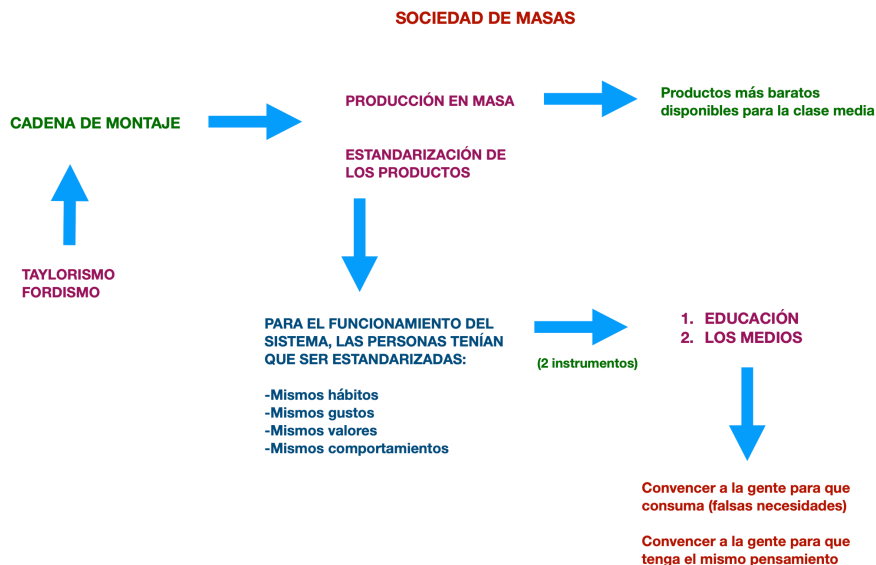 SOCIEDAD DE MASAS
CADENA DE MONTAJE
PRODUCCIÓN EN MASA
Productos más baratos
disponibles para la clase media
ESTANDARIZACIÓN DE
LOS PRODUCTOS
TAYLORISMO
FORDISMO
PARA EL FUNCIONAMIENTO DEL
SISTEMA, LAS PERSONAS TENÍAN
QUE SER ESTANDARIZADAS:
-Mismos hábitos
-Mismos gustos
-Mismos valores
-Mismos comportamientos
(2 instrumentos)
1. EDUCACIÓN
2. LOS MEDIOS
Convencer a la gente para que
consuma (falsas necesidades)
Convencer a la gente para que
tenga el mismo pensamiento